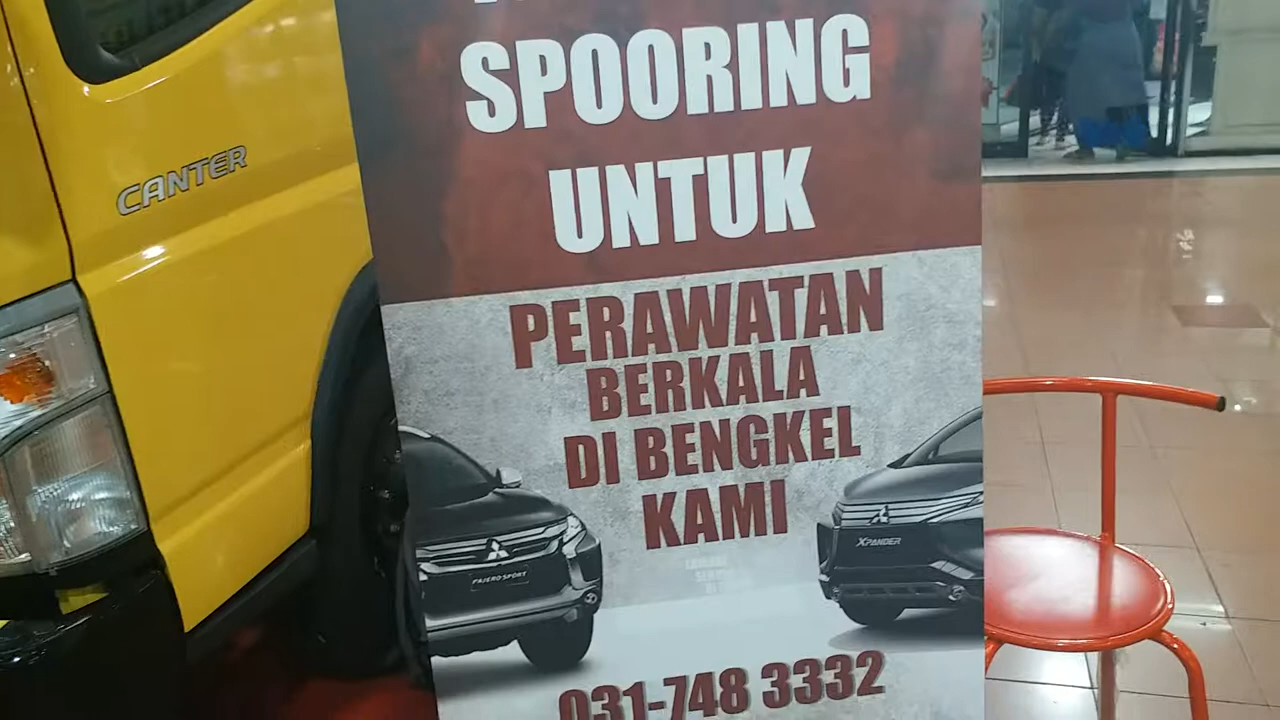 CANTER
SPOORING
UNTUK
PERAWATAN
BERKALA
DI BENGKEL
KAMI
PAJERO SPORT
XPANDER
031-748 3332